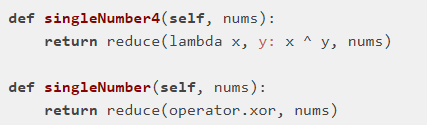 def singleNumber4(self, nums):
    return reduce(lambda x, y: x ^ y, nums)
def singleNumber(self, nums):
    return reduce(operator.xor, nums)